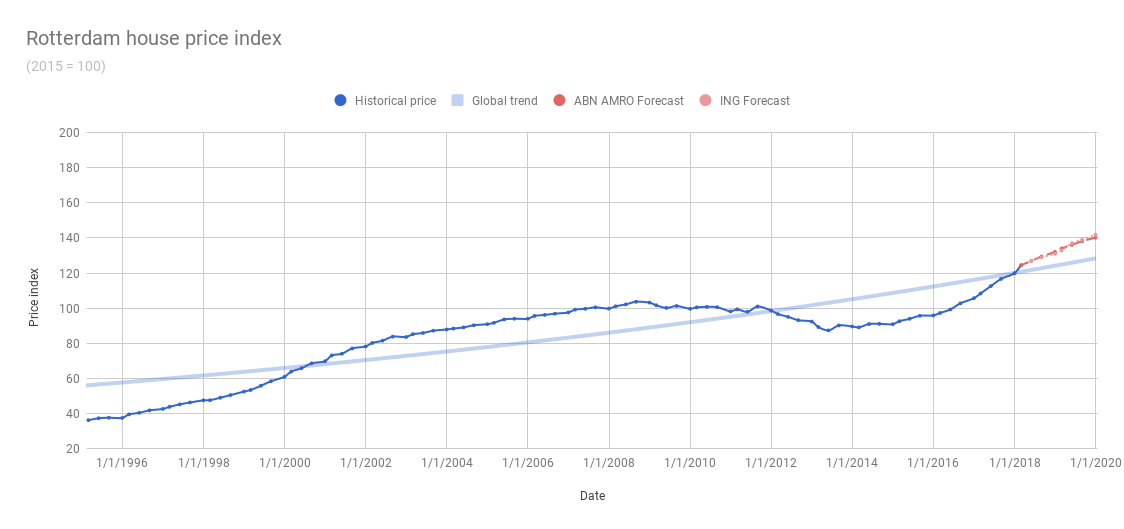 Rotterdam house price index
(2015 = 100)
Historical price Global trend ABN AMRO Forecast ING Forecast
200
180
160
140
120
100
80
60
40
20
Price index
1/1/1996 1/1/1998 1/1/2000 1/1/2002 1/1/2004 1/1/2006 1/1/2008 1/1/2010 1/1/2012 1/1/2014 1/1/2016 1/1/2018 1/1/2020
Date